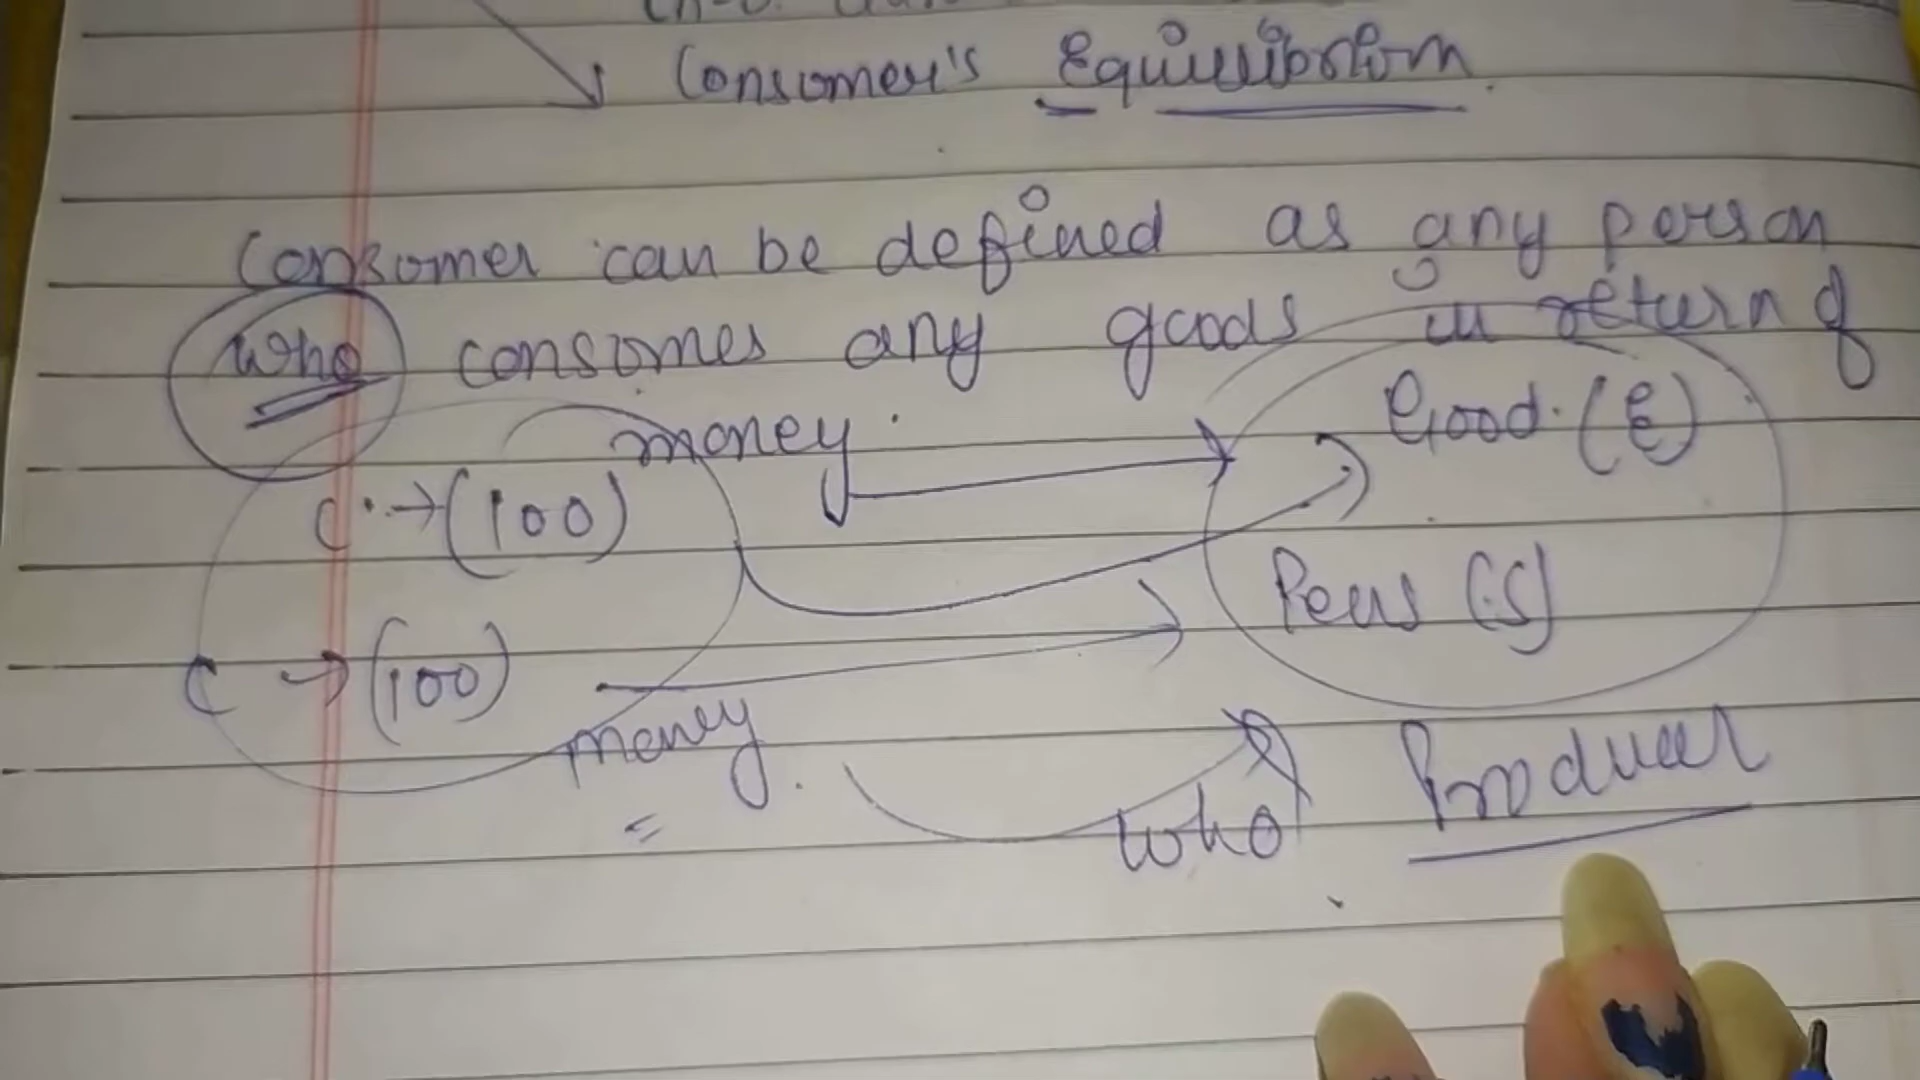 Consumer's Equilibrium.
Consumer can be defined as any person
who consumes any goods in return of
money.
Good. (E)
C → (100)
Pens (S)
C → (100)
money.
who Producer